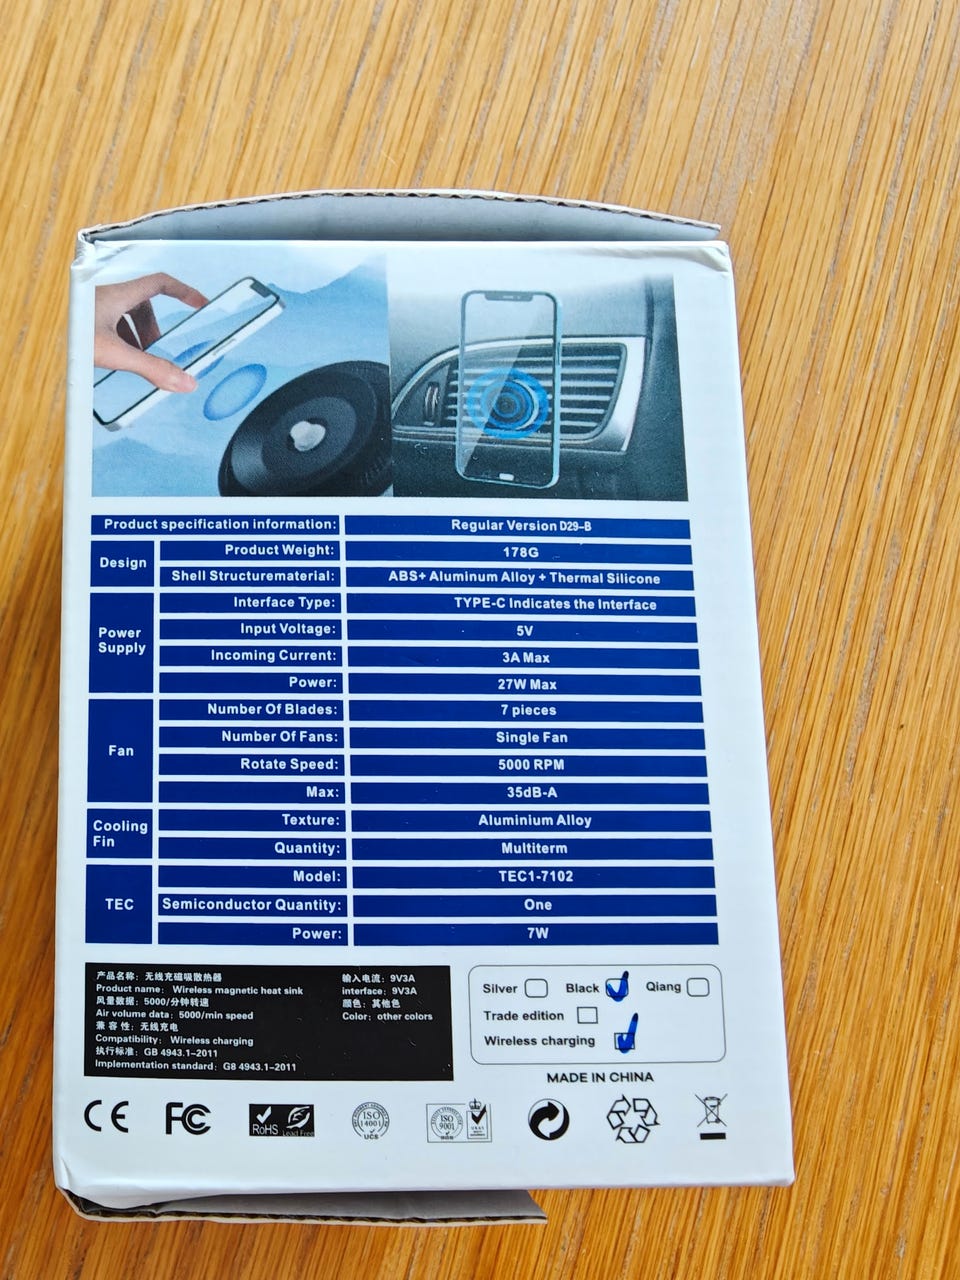 Product specification information: Regular Version D29-B
Design
Product Weight: 178G
Shell Structurematerial: ABS+ Aluminum Alloy + Thermal Silicone
Power Supply
Interface Type: TYPE-C Indicates the Interface
Input Voltage: 5V
Incoming Current: 3A Max
Power: 27W Max
Fan
Number Of Blades: 7 pieces
Number Of Fans: Single Fan
Rotate Speed: 5000 RPM
Max: 35dB-A
Cooling Fin
Texture: Aluminium Alloy
Quantity: Multiterm
TEC
Model: TEC1-7102
Semiconductor Quantity: One
Power: 7W
产品名称：无线充磁吸散热器
Product name: Wireless magnetic heat sink
风量数据：5000/分钟转速
Air volume data: 5000/min speed
兼容性：无线充电
Compatibility: Wireless charging
执行标准：GB 4943.1-2011
Implementation standard: G8 4943.1-2011
输入电流：9V3A
interface: 9V3A
颜色：其他色
Color: other colors
Silver Black Qiang
Trade edition
Wireless charging
MADE IN CHINA
CE FC RoHS Lead Free
ISO 14001 UCS
ISO 9001